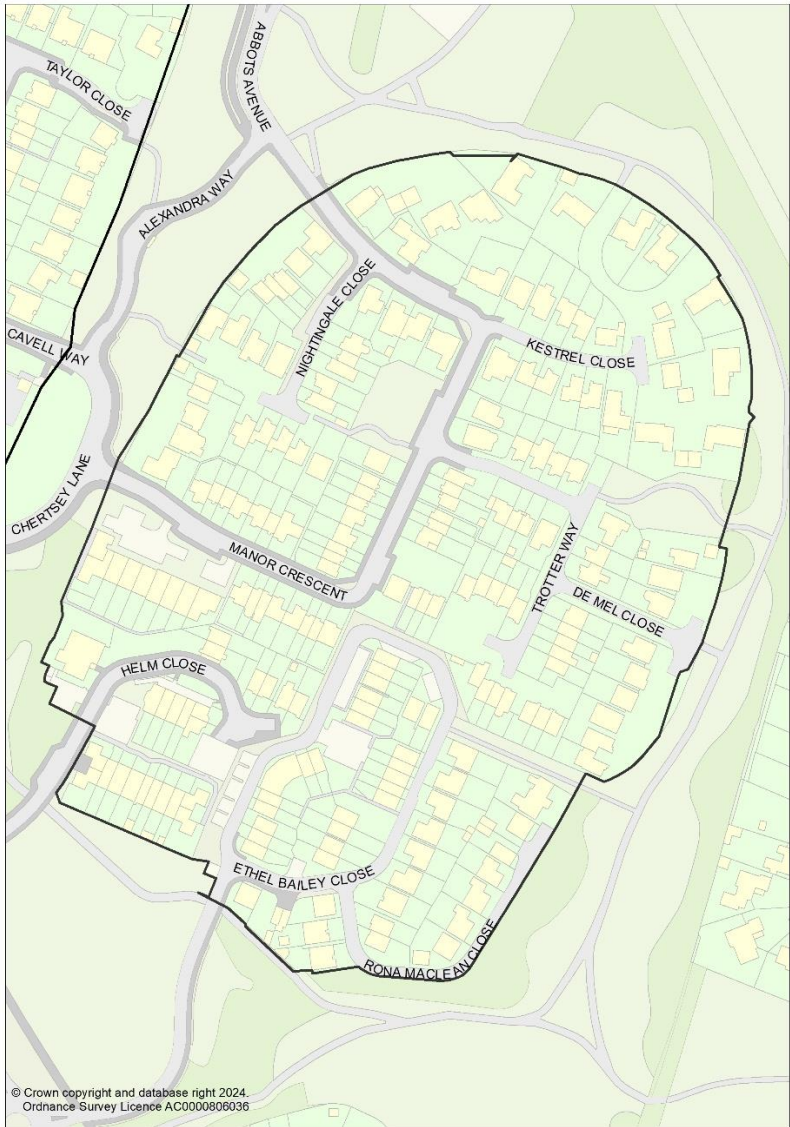 ABBOTS AVENUE
TAYLOR CLOSE
ALEXANDRA WAY
NIGHTINGALE CLOSE
CAVELL WAY
KESTREL CLOSE
CHERTSEY LANE
MANOR CRESCENT
TROTTER WAY
DE MEL CLOSE
HELM CLOSE
ETHEL BAILEY CLOSE
RONA MACLEAN CLOSE
© Crown copyright and database right 2024.
Ordnance Survey Licence AC0000806036